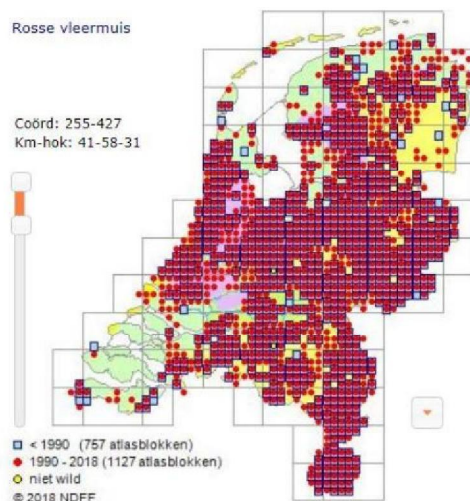 Rosse vleermuis
Coörd: 255-427
Km-hok: 41-58-31
< 1990 (757 atlasblokken)
1990 - 2018 (1127 atlasblokken)
niet wild
© 2018 NDFF